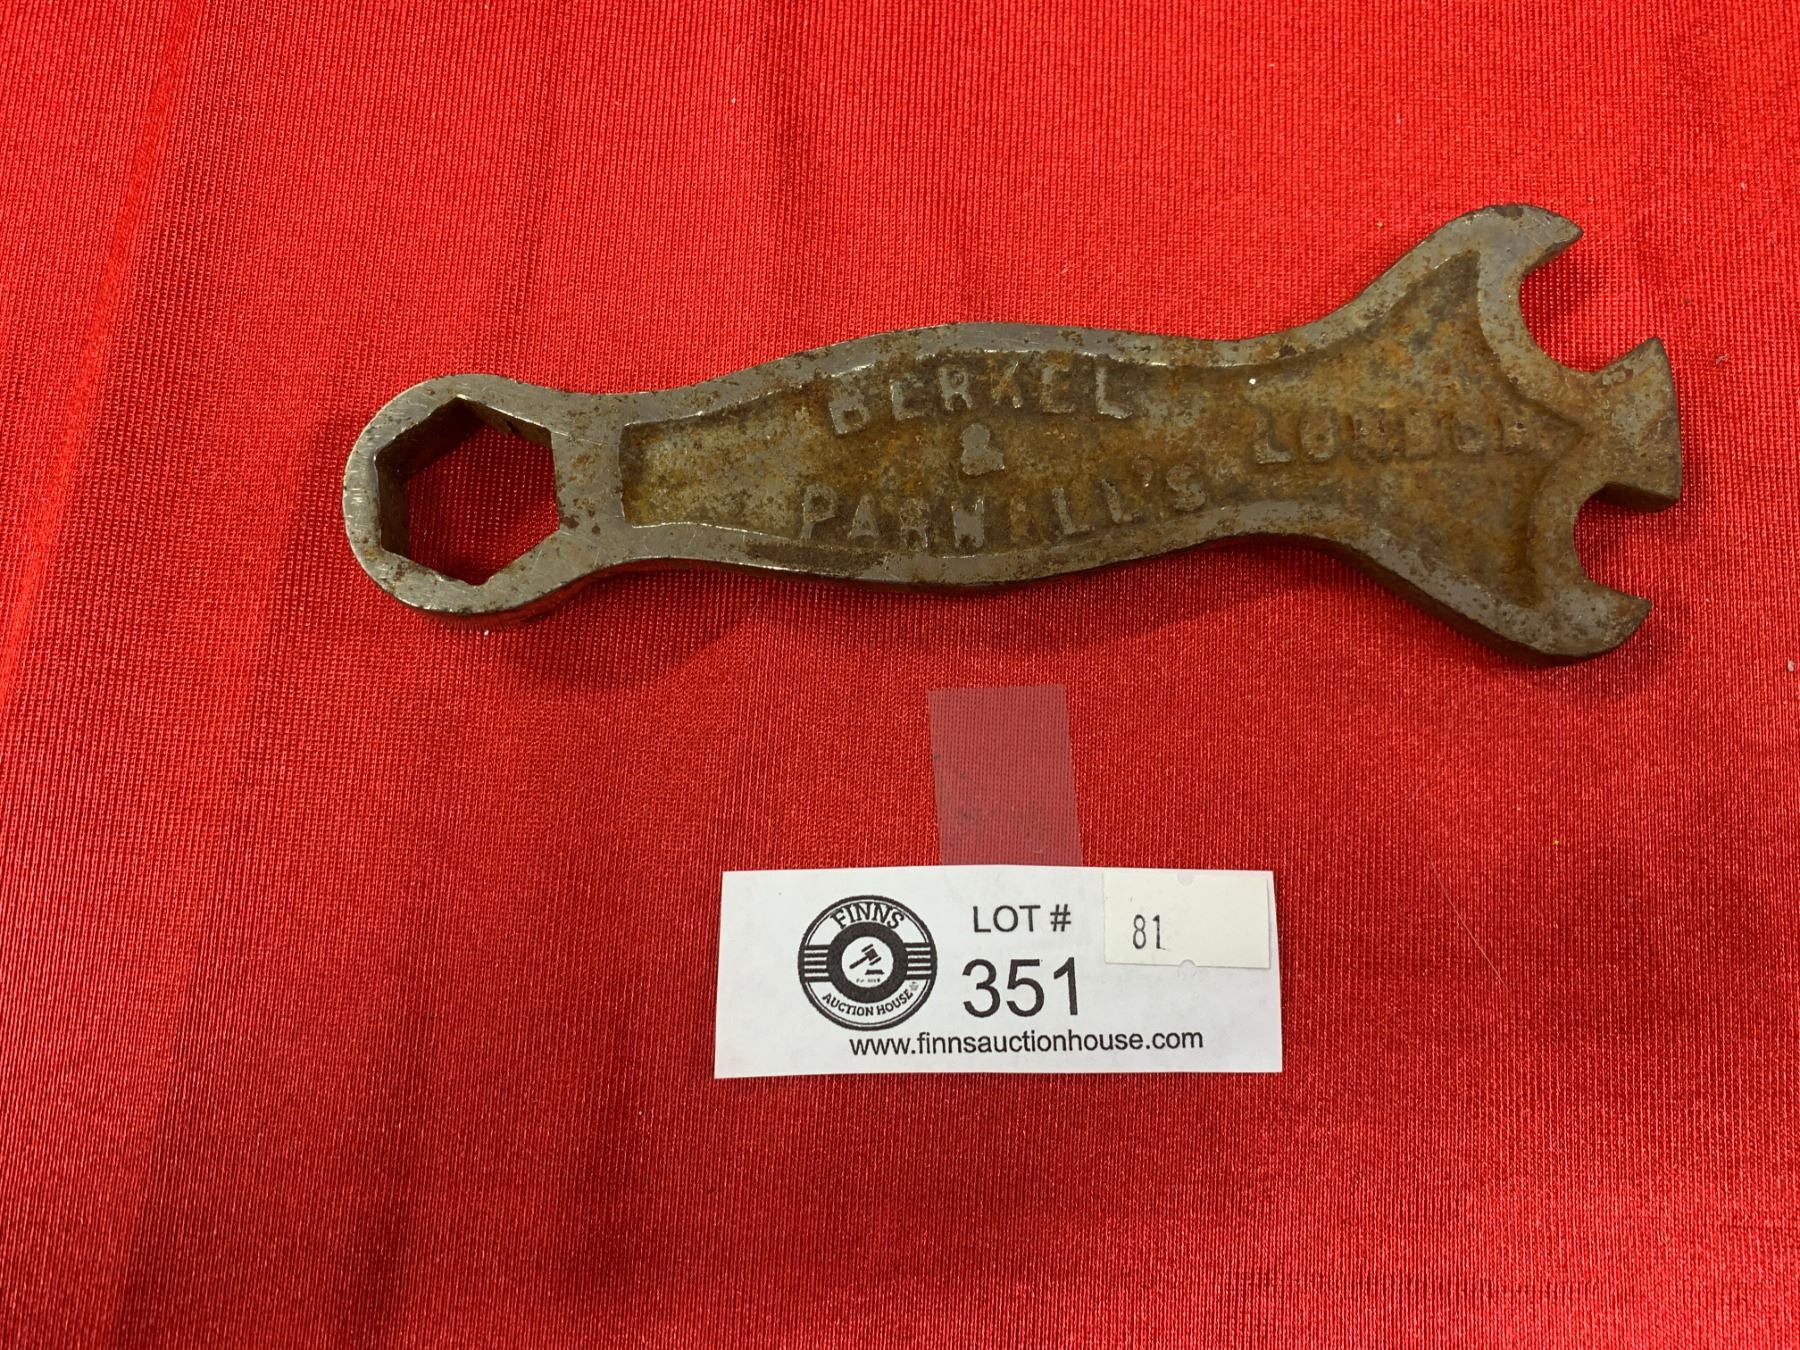 BERKEL
&
PARNALL'S
LONDON
FINNS
AUCTION HOUSE
LOT #
351
81
www.finnsauctionhouse.com